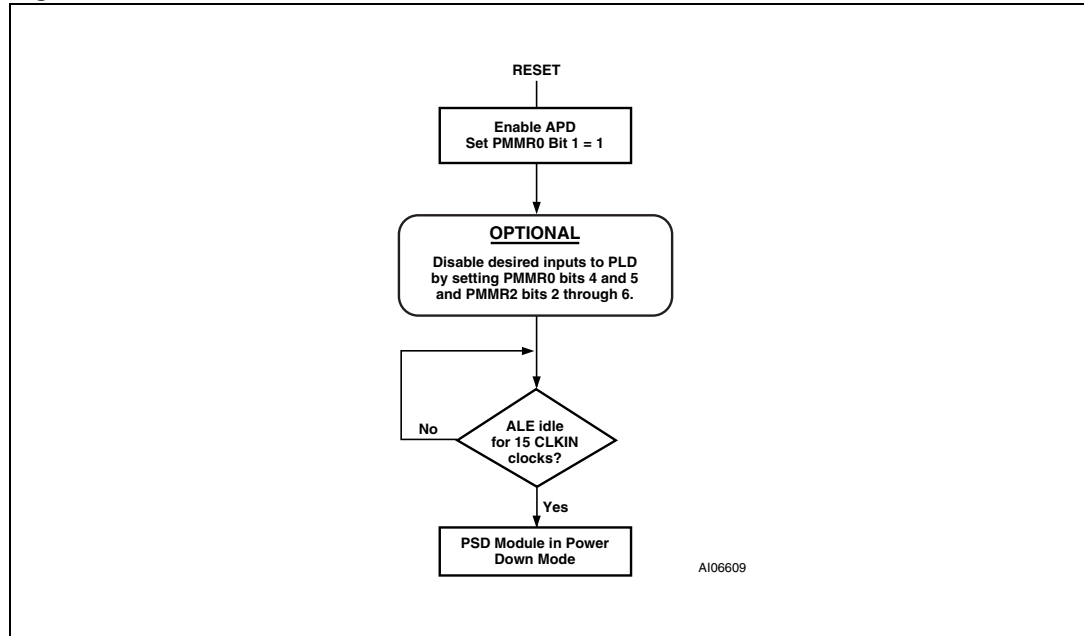 RESET
Enable APD
Set PMMR0 Bit 1 = 1
OPTIONAL
Disable desired inputs to PLD
by setting PMMR0 bits 4 and 5
and PMMR2 bits 2 through 6.
No
ALE idle
for 15 CLKIN
clocks?
Yes
PSD Module in Power
Down Mode
AI06609